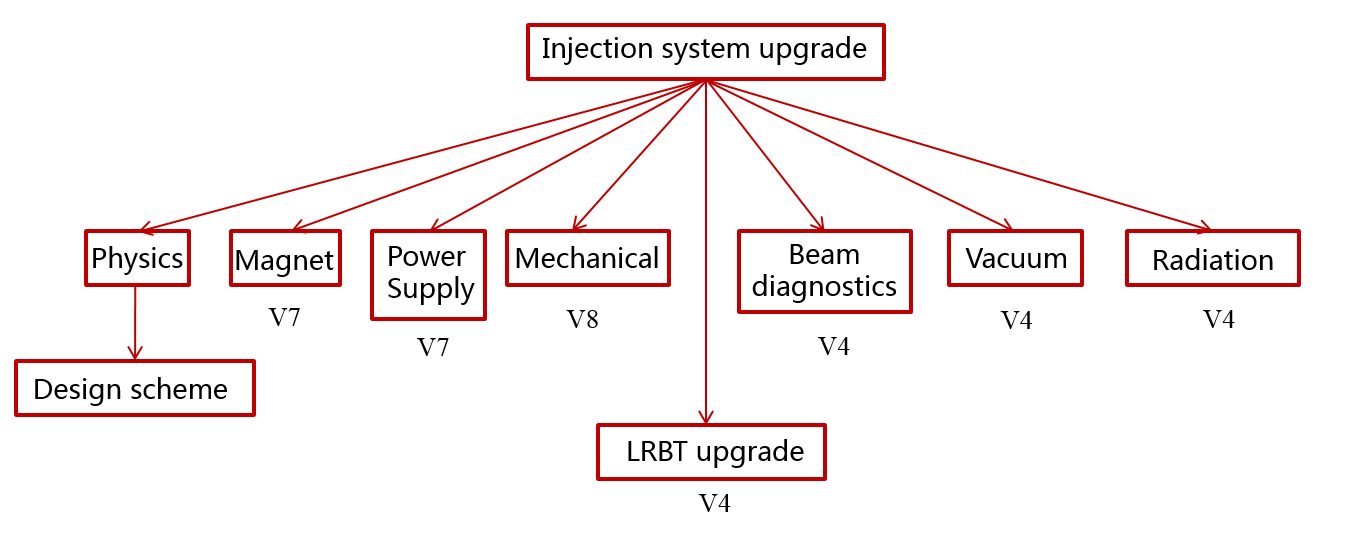 Injection system upgrade
Physics
Magnet
V7
Power
Supply
V7
Mechanical
V8
Beam
diagnostics
V4
Vacuum
V4
Radiation
V4
Design scheme
LRBT upgrade
V4